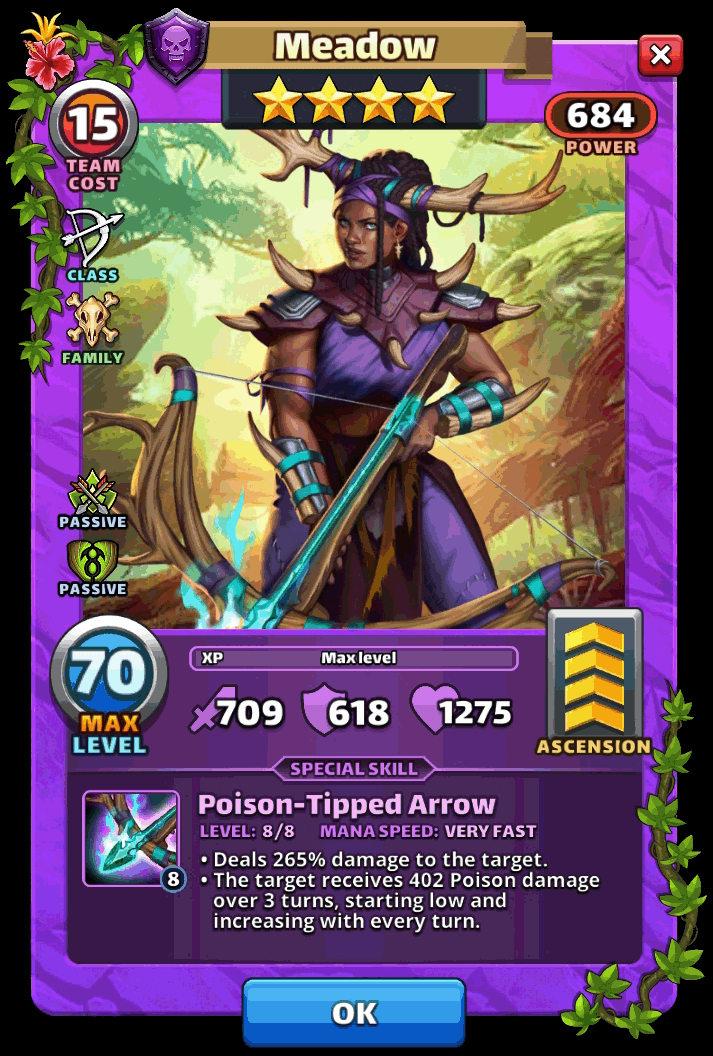 Meadow
15
TEAM
COST
684
POWER
CLASS
FAMILY
PASSIVE
PASSIVE
70
MAX
LEVEL
XP Max level
709 618 1275
ASCENSION
SPECIAL SKILL
Poison-Tipped Arrow
LEVEL: 8/8 MANA SPEED: VERY FAST
8
• Deals 265% damage to the target.
• The target receives 402 Poison damage
over 3 turns, starting low and
increasing with every turn.
OK